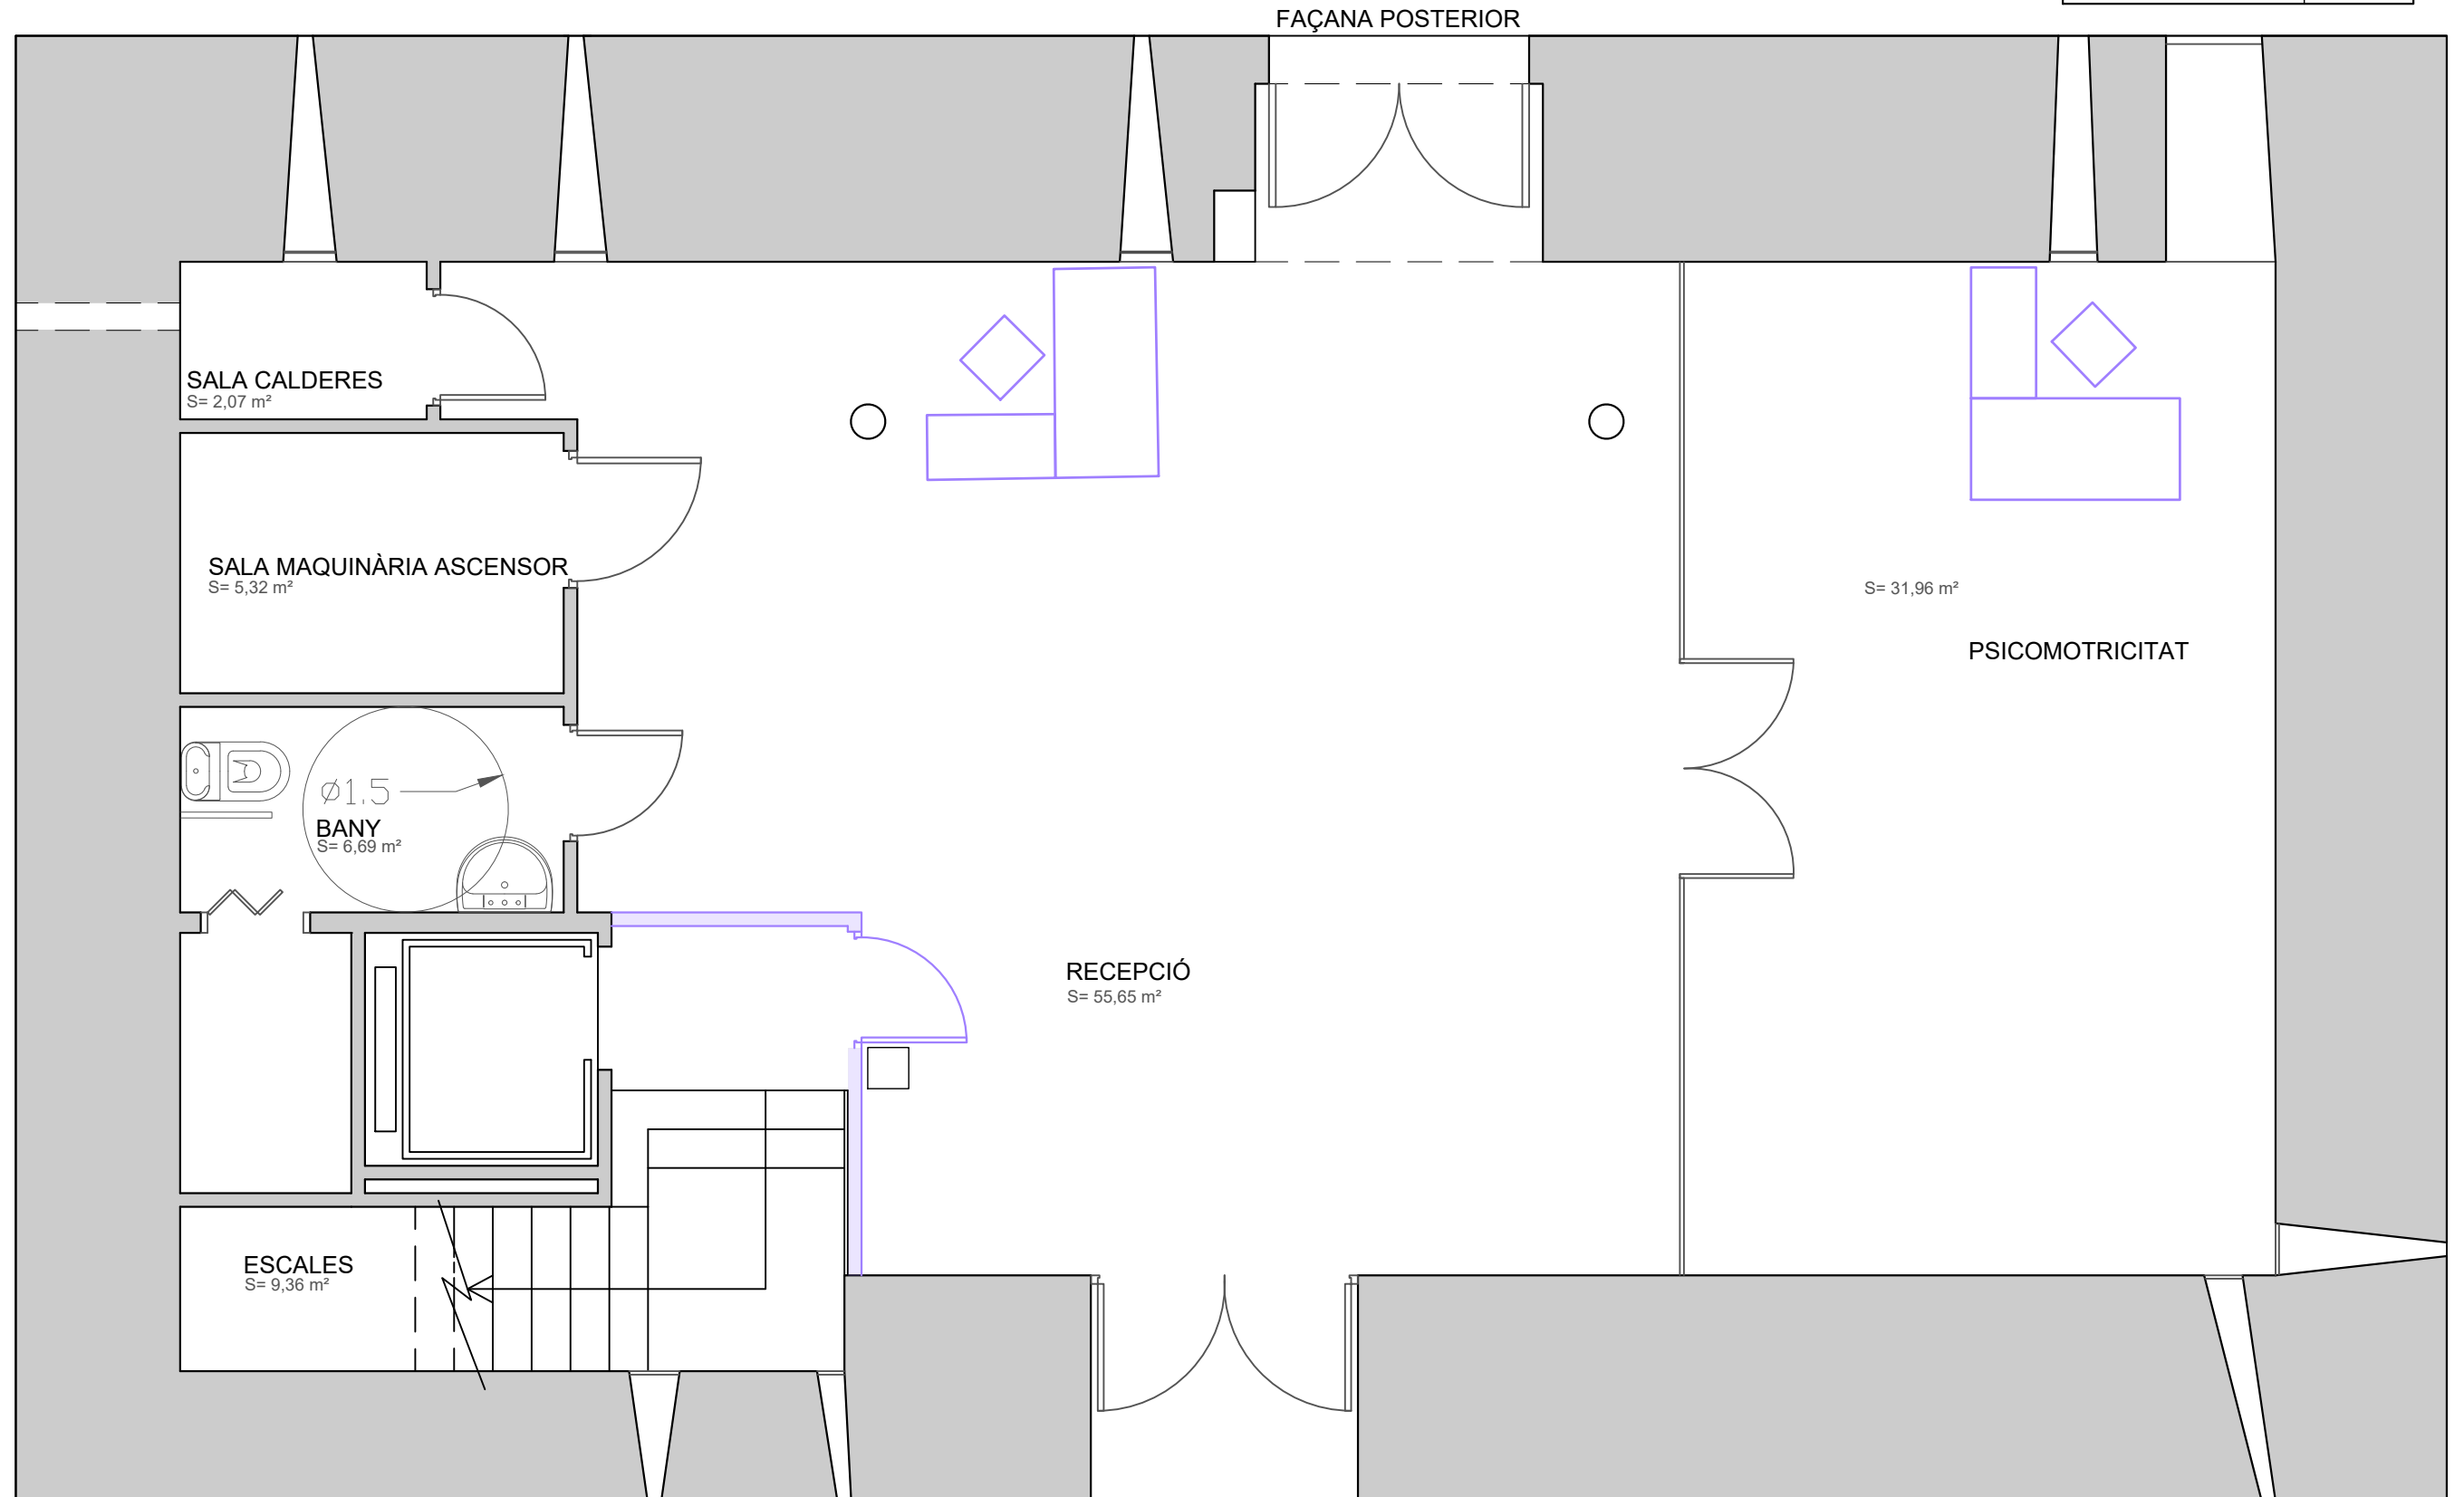 FAÇANA POSTERIOR
SALA CALDERES
S= 2,07 m²
SALA MAQUINÀRIA ASCENSOR
S= 5,32 m²
S= 31,96 m²
PSICOMOTRICITAT
Ø1.5
BANY
S= 6,69 m²
RECEPCIÓ
S= 55,65 m²
ESCALES
S= 9,36 m²